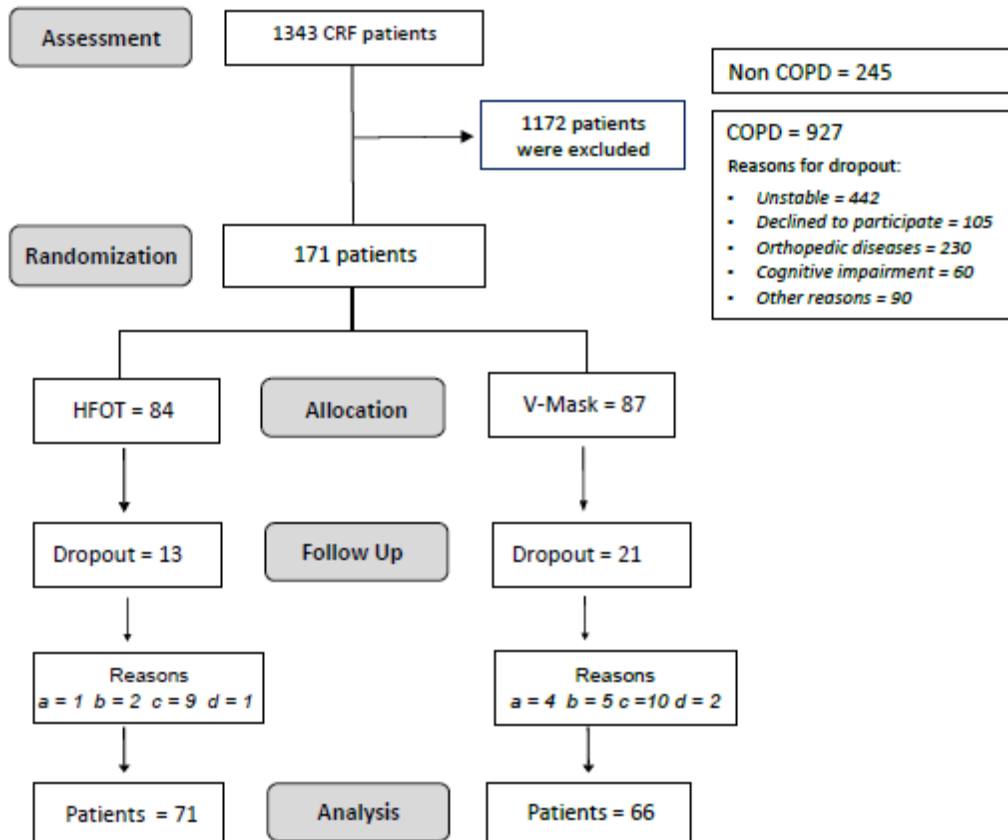 Assessment
1343 CRF patients
Non COPD = 245
1172 patients
were excluded
COPD = 927
Reasons for dropout:
• Unstable = 442
• Declined to participate = 105
• Orthopedic diseases = 230
• Cognitive impairment = 60
• Other reasons = 90
Randomization
171 patients
HFOT = 84
Allocation
V-Mask = 87
Dropout = 13
Follow Up
Dropout = 21
Reasons
a = 1 b = 2 c = 9 d = 1
Reasons
a = 4 b = 5 c =10 d = 2
Patients = 71
Analysis
Patients = 66